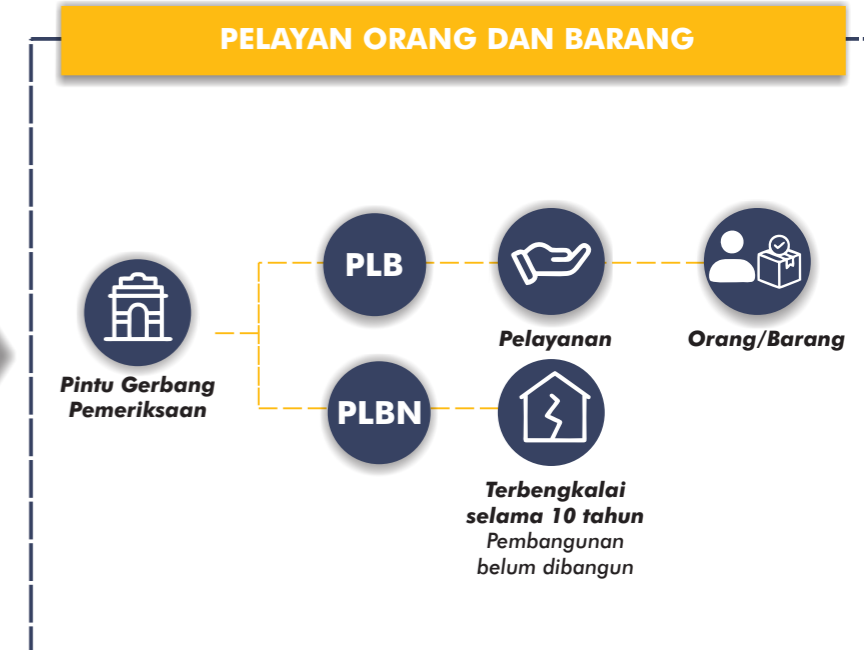 PELAYAN ORANG DAN BARANG
PLB
Pelayanan
Orang/Barang
Pintu Gerbang
Pemeriksaan
PLBN
Terbengkalai
selama 10 tahun
Pembangunan
belum dibangun